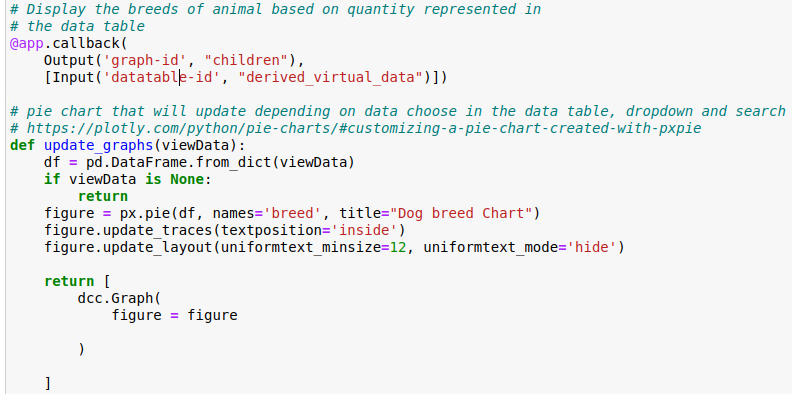 # Display the breeds of animal based on quantity represented in
# the data table
@app.callback(
    Output('graph-id', "children"),
    [Input('datatable-id', "derived_virtual_data")])

# pie chart that will update depending on data choose in the data table, dropdown and search
# https://plotly.com/python/pie-charts/#customizing-a-pie-chart-created-with-pxpie
def update_graphs(viewData):
    df = pd.DataFrame.from_dict(viewData)
    if viewData is None:
        return
    figure = px.pie(df, names='breed', title="Dog breed Chart")
    figure.update_traces(textposition='inside')
    figure.update_layout(uniformtext_minsize=12, uniformtext_mode='hide')

    return [
        dcc.Graph(
            figure = figure

        )

    ]